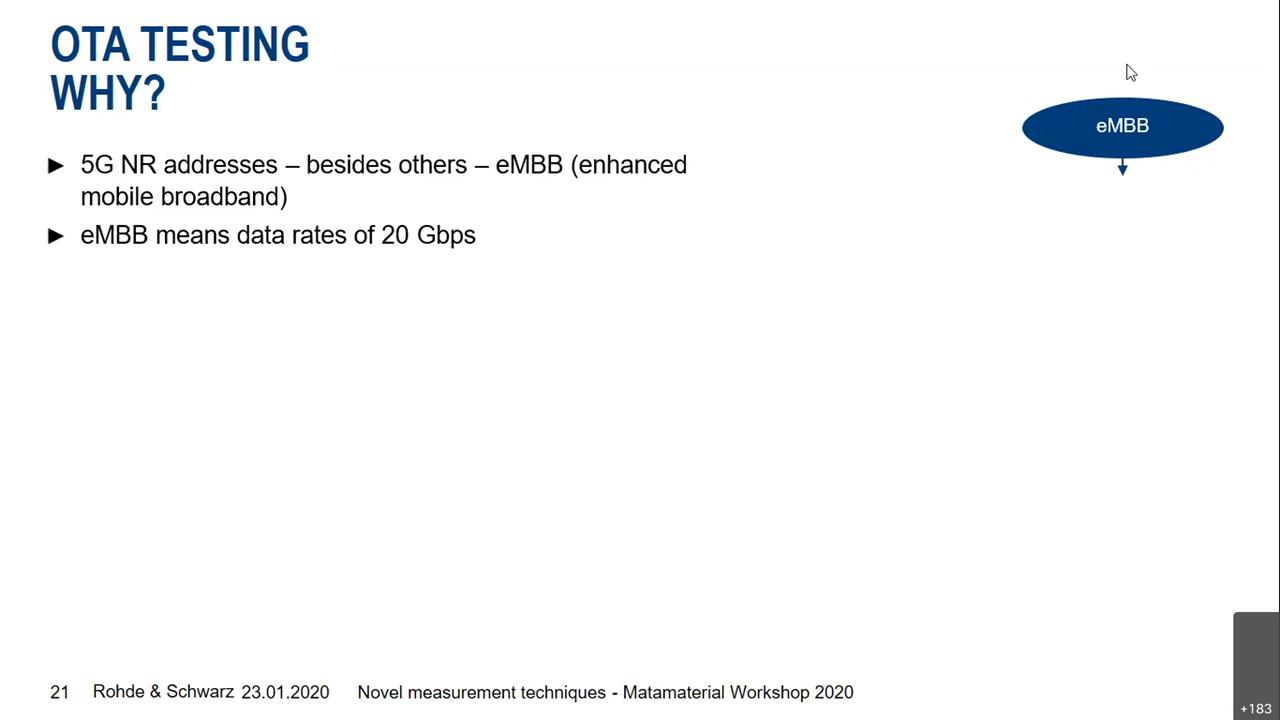 OTA TESTING
WHY?
eMBB
► 5G NR addresses – besides others – eMBB (enhanced
mobile broadband)
► eMBB means data rates of 20 Gbps
21 Rohde & Schwarz 23.01.2020 Novel measurement techniques - Matamaterial Workshop 2020
+183